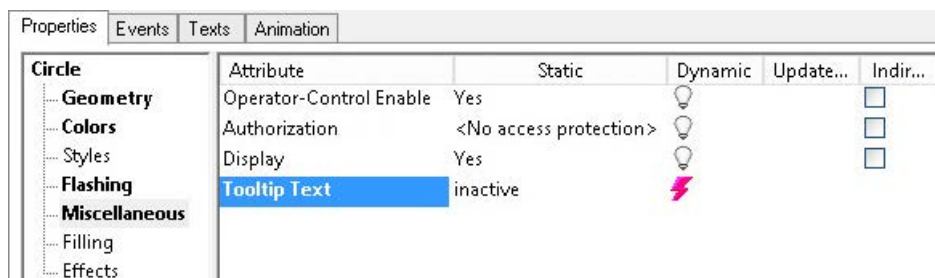 Properties Events Texts Animation
Circle
Geometry
Colors
Styles
Flashing
Miscellaneous
Filling
Effects
Attribute Static Dynamic Update... Indir...
Operator-Control Enable Yes
Authorization <No access protection>
Display Yes
Tooltip Text inactive